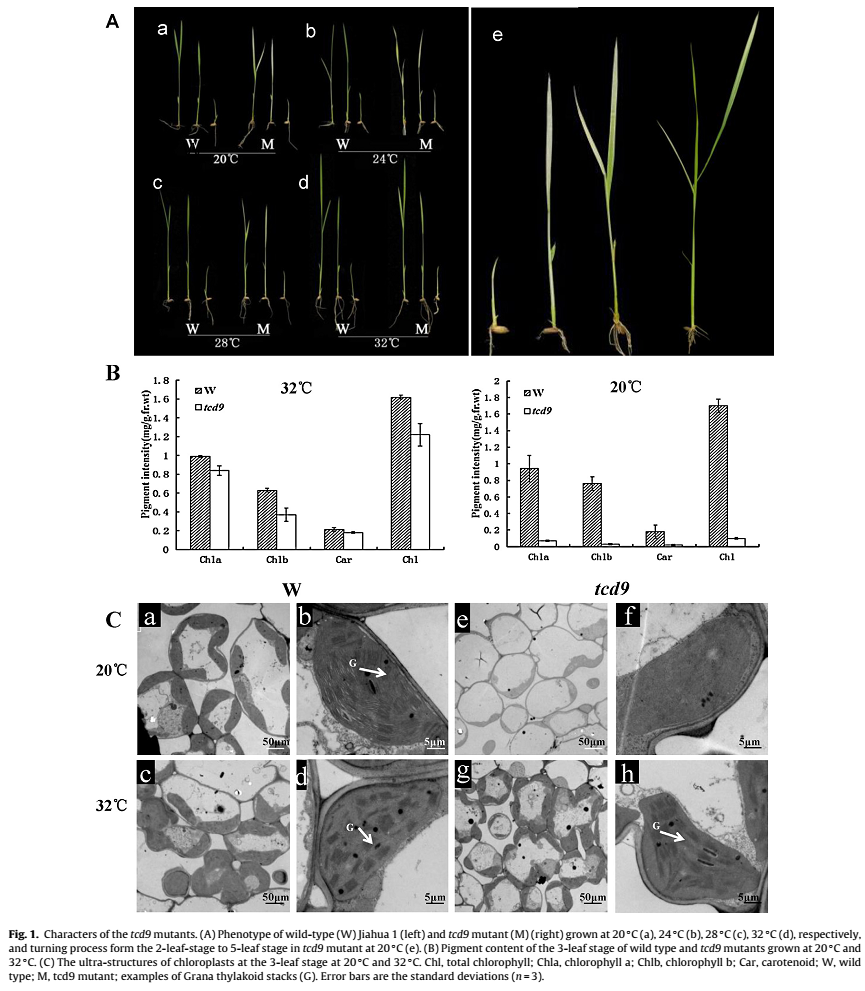 A
a
b
e
W
M
20℃
W
M
24℃
c
d
W
M
28℃
W
M
32℃
B
Pigment intensity(mg/g.fr.wt)
1.8
1.6
1.4
1.2
1
0.8
0.6
0.4
0.2
0
W
tcd9
32℃
Chla
Chlb
Car
Chl
Pigment intensity(mg/g.fr.wt)
2
1.8
1.6
1.4
1.2
1
0.8
0.6
0.4
0.2
0
W
tcd9
20℃
Chla
Chlb
Car
Chl
W
tcd9
C
20℃
a
50μm
b
G
5μm
e
50μm
f
5μm
32℃
c
50μm
d
G
5μm
g
50μm
h
G
5μm
Fig. 1. Characters of the tcd9 mutants. (A) Phenotype of wild-type (W) Jiahua 1 (left) and tcd9 mutant (M) (right) grown at 20 °C (a), 24 °C (b), 28 °C (c), 32 °C (d), respectively,
and turning process form the 2-leaf-stage to 5-leaf stage in tcd9 mutant at 20 °C (e). (B) Pigment content of the 3-leaf stage of wild type and tcd9 mutants grown at 20 °C and
32 °C. (C) The ultra-structures of chloroplasts at the 3-leaf stage at 20 °C and 32 °C. Chl, total chlorophyll; Chla, chlorophyll a; Chlb, chlorophyll b; Car, carotenoid; W, wild
type; M, tcd9 mutant; examples of Grana thylakoid stacks (G). Error bars are the standard deviations (n = 3).